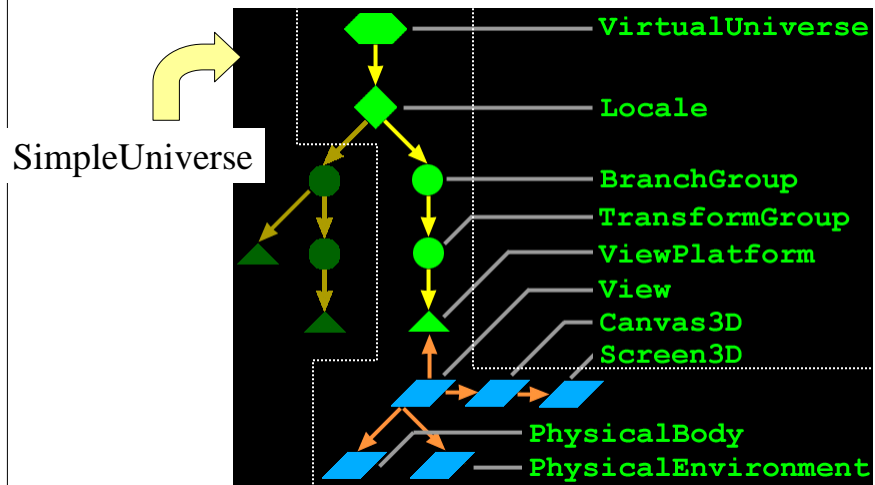 VirtualUniverse
Locale
SimpleUniverse
BranchGroup
TransformGroup
ViewPlatform
View
Canvas3D
Screen3D
PhysicalBody
PhysicalEnvironment